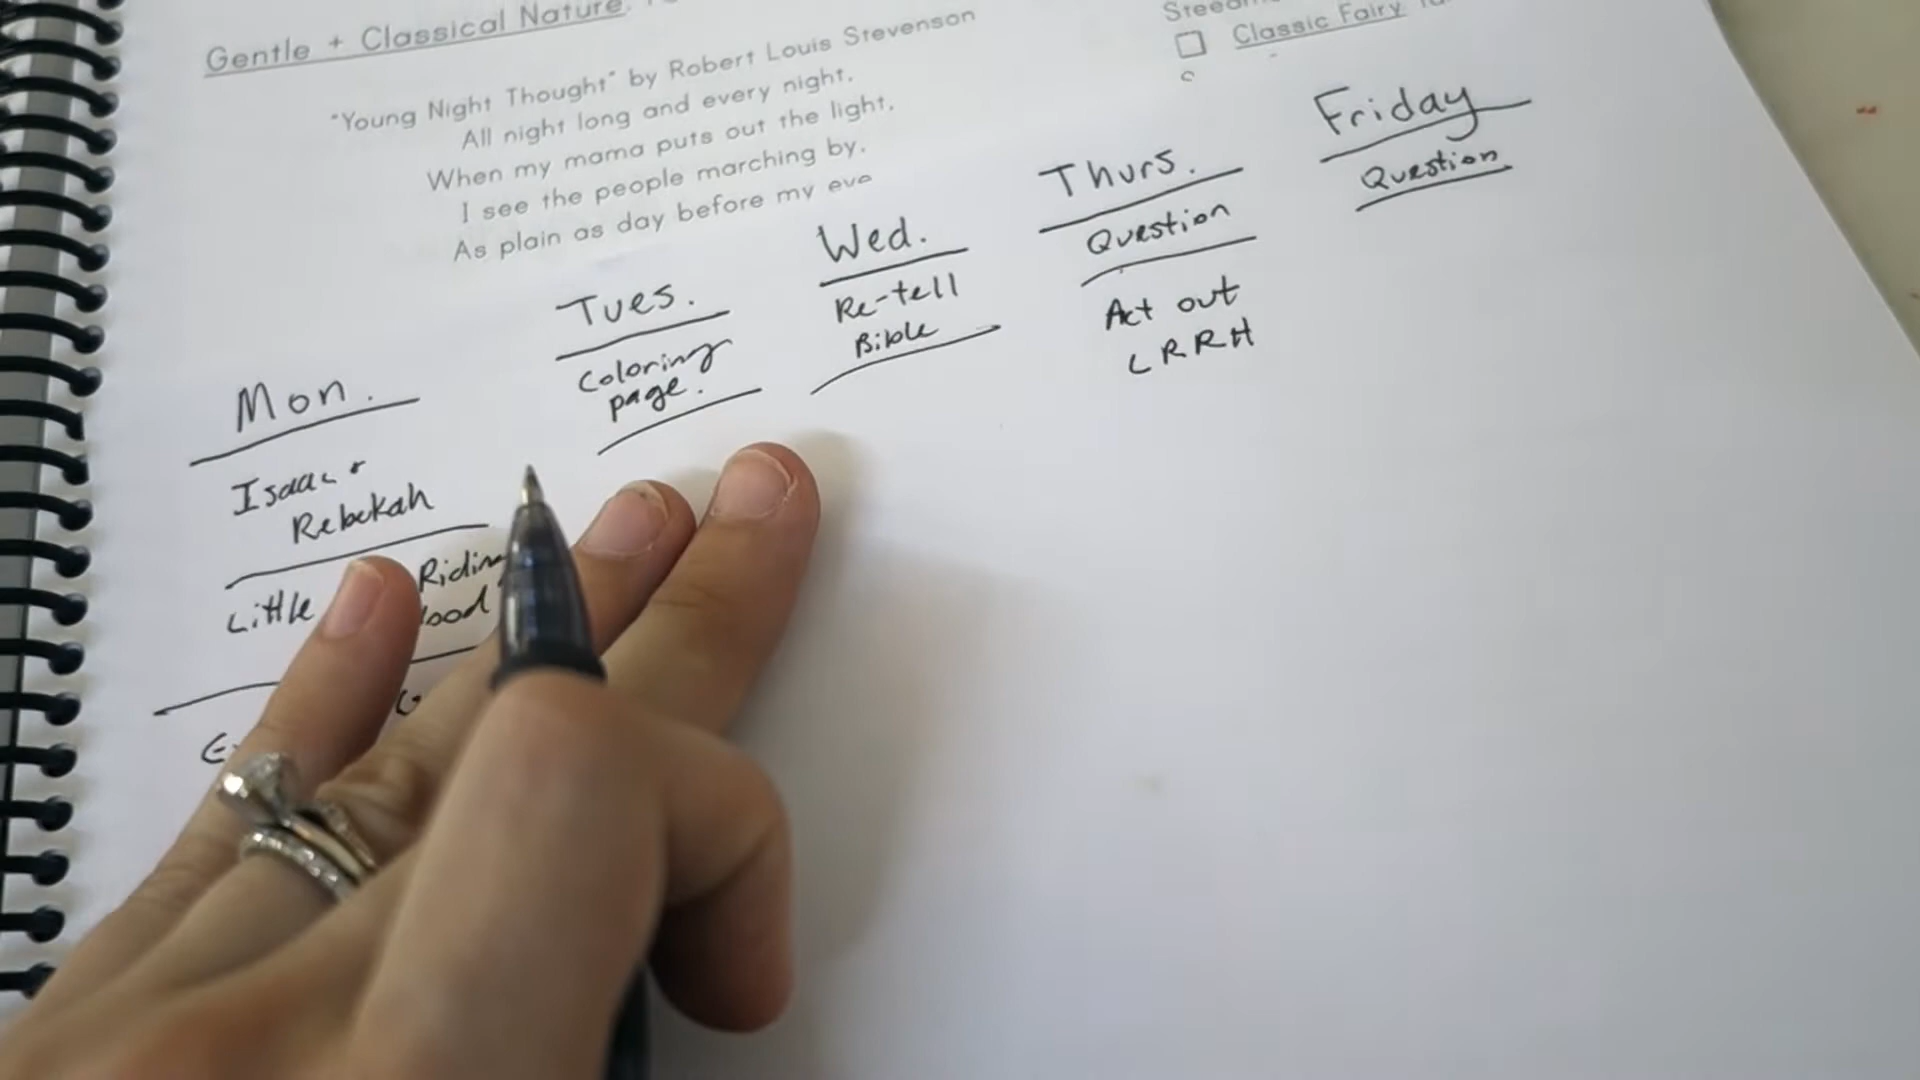 Gentle + Classical Nature
"Young Night Thought" by Robert Louis Stevenson
All night long and every night,
When my mama puts out the light,
I see the people marching by,
As plain as day before my eye
Classic Fairy
Mon.
Isaac +
Rebekah
Little Riding
Hood
Tues.
Coloring
page.
Wed.
Re-tell
Bible
Thurs.
Question
Act out
LRRH
Friday
Question